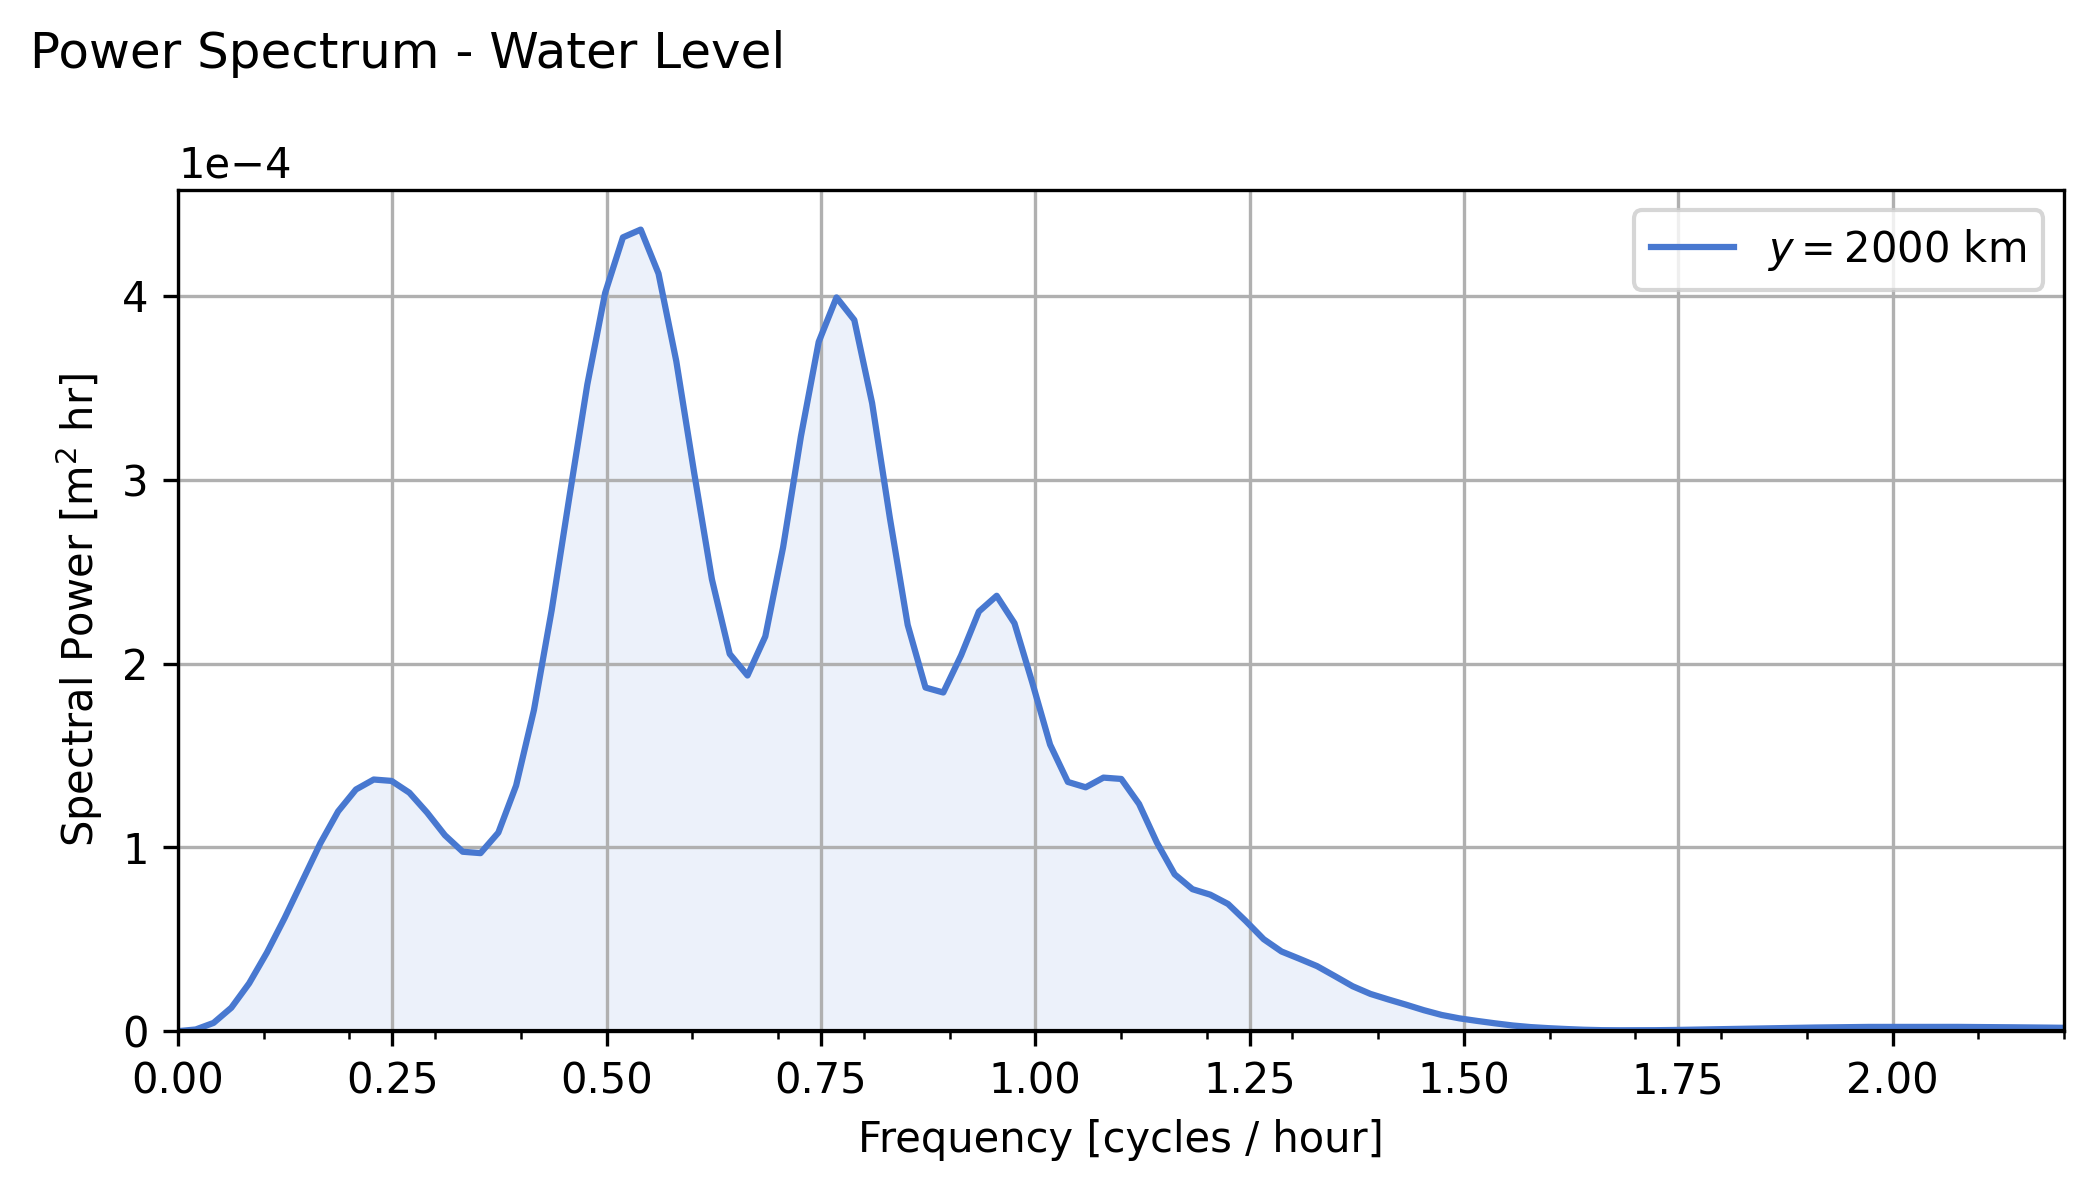 Power Spectrum - Water Level
1e−4
y = 2000 km
4
3
2
1
0
Spectral Power [m² hr]
0.00 0.25 0.50 0.75 1.00 1.25 1.50 1.75 2.00
Frequency [cycles / hour]